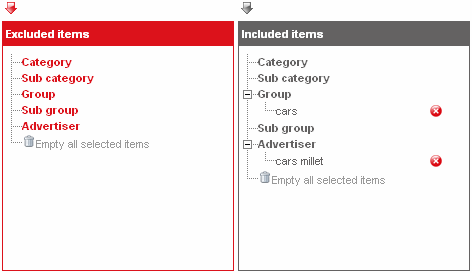 Excluded items
Category
Sub category
Group
Sub group
Advertiser
Empty all selected items
Included items
Category
Sub category
Group
cars
Sub group
Advertiser
cars millet
Empty all selected items